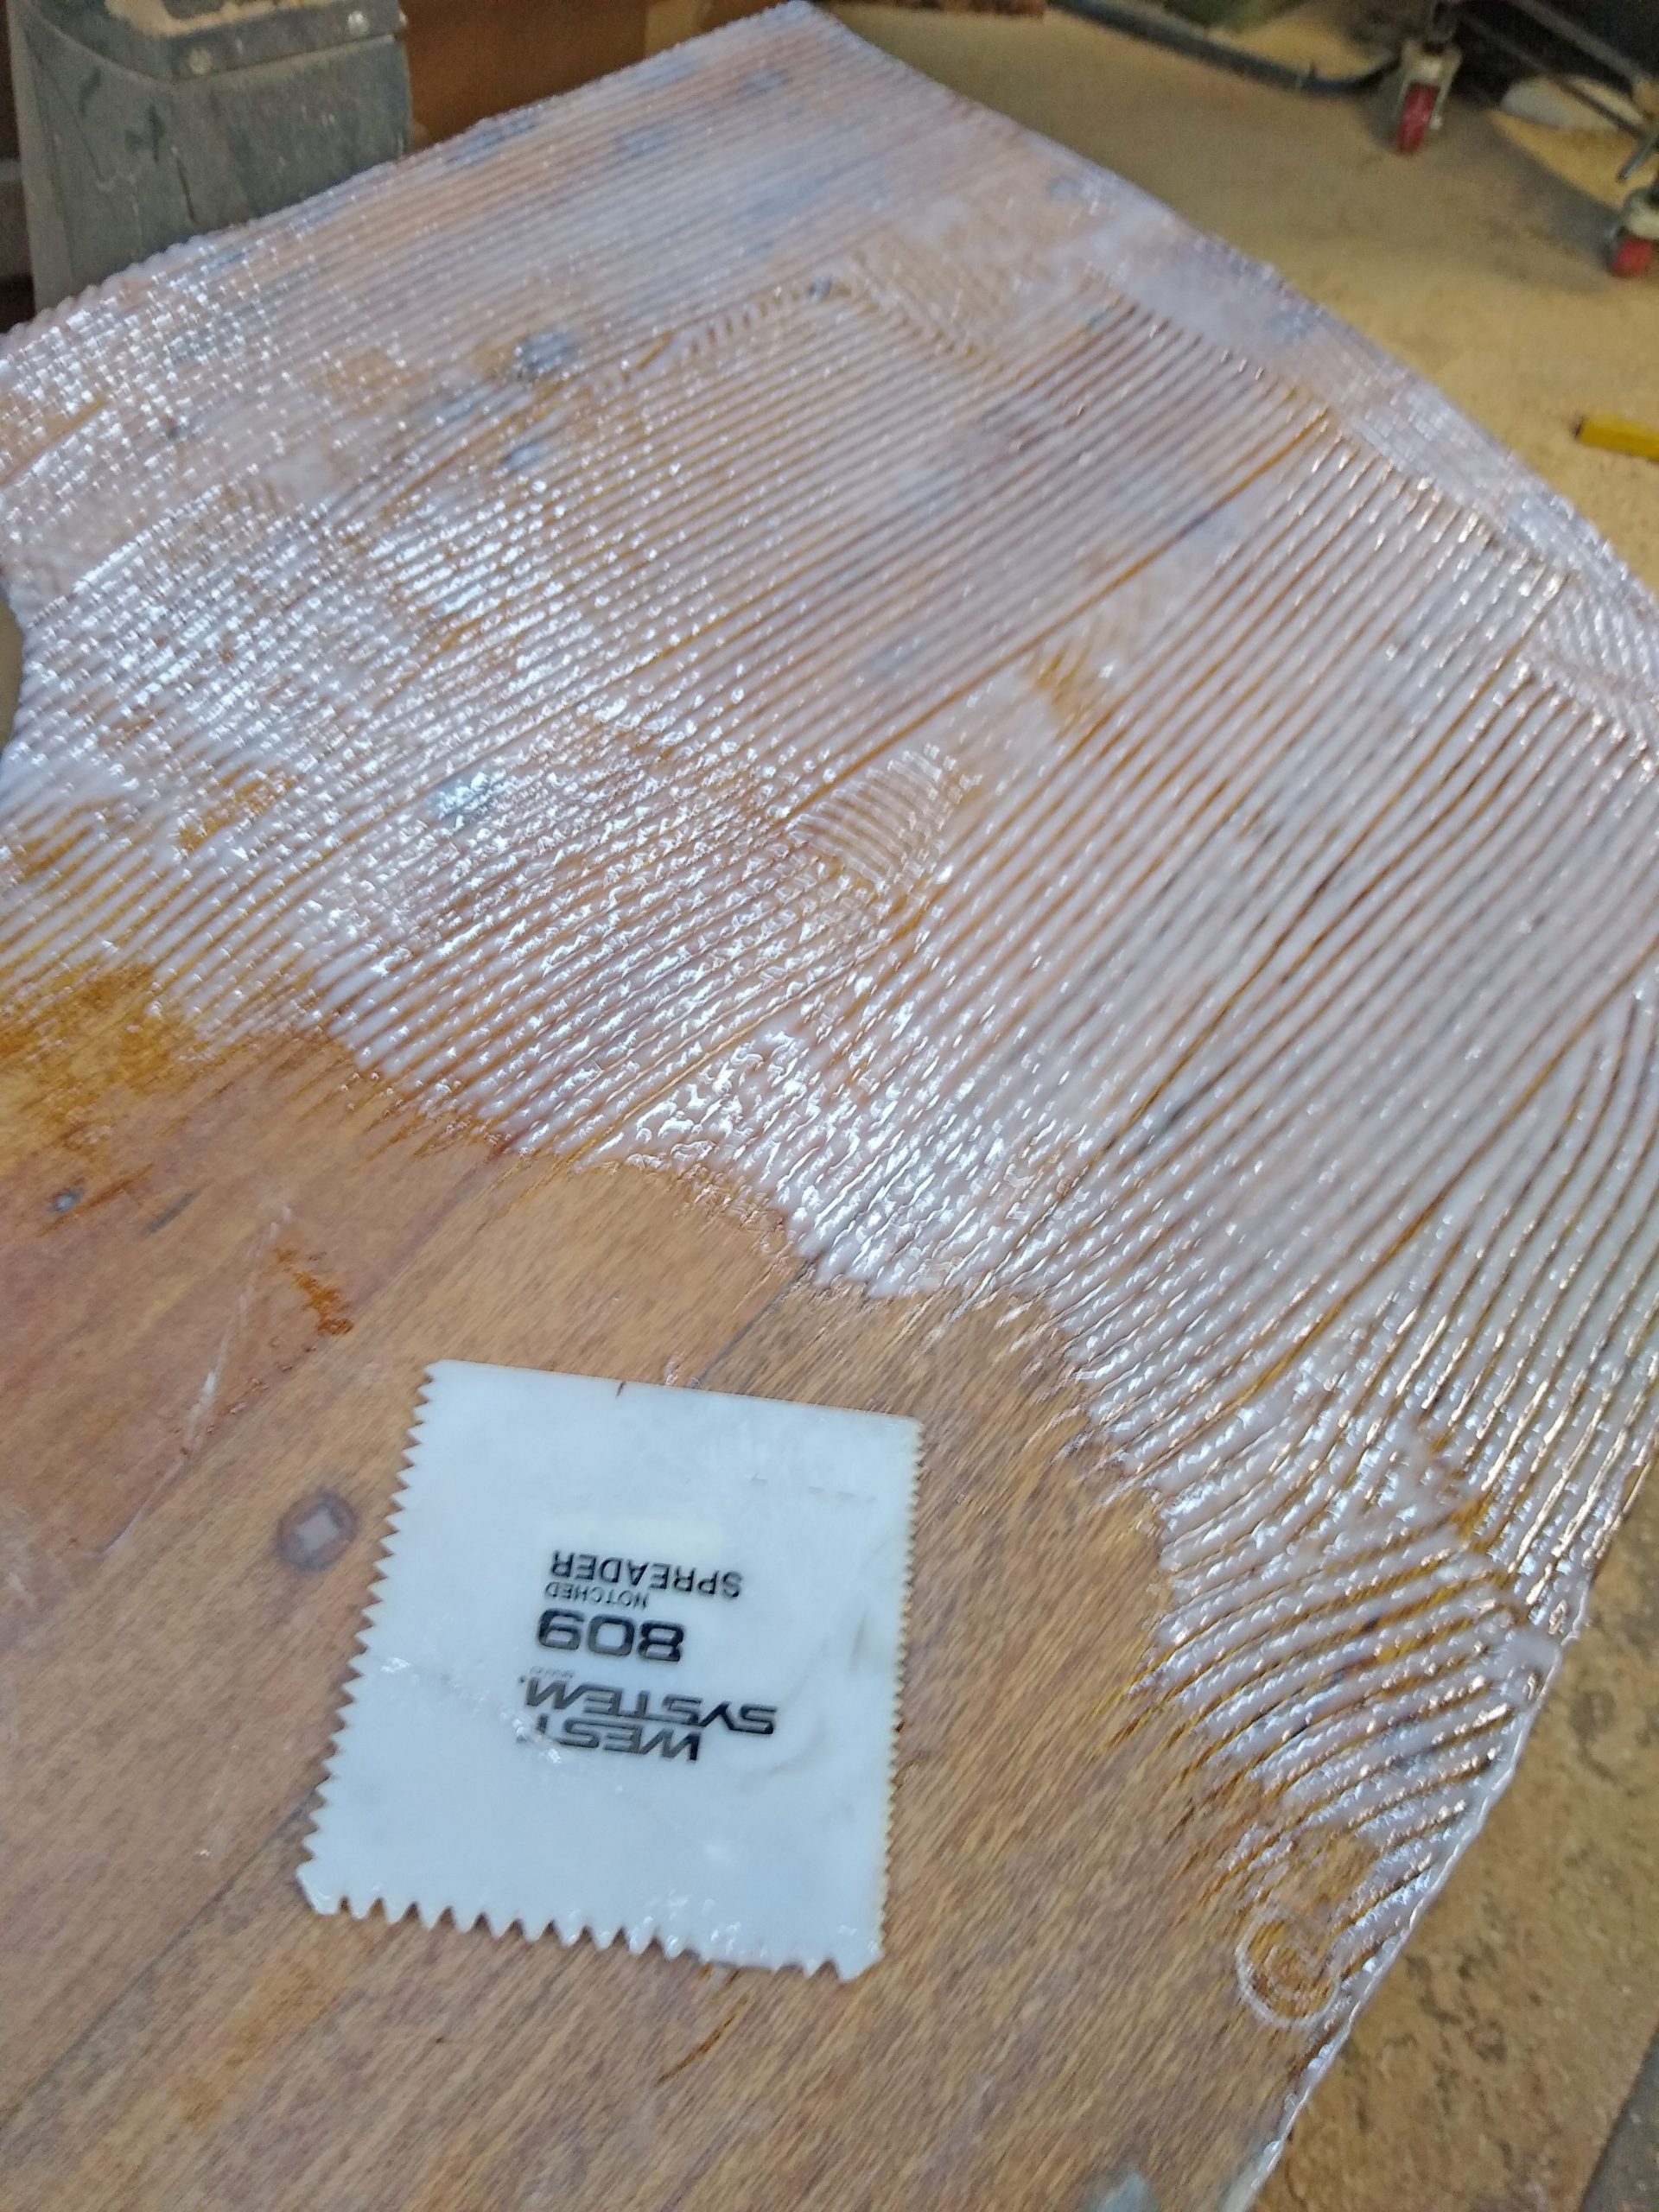 WEST
SYSTEM
809
NOTCHED
SPREADER